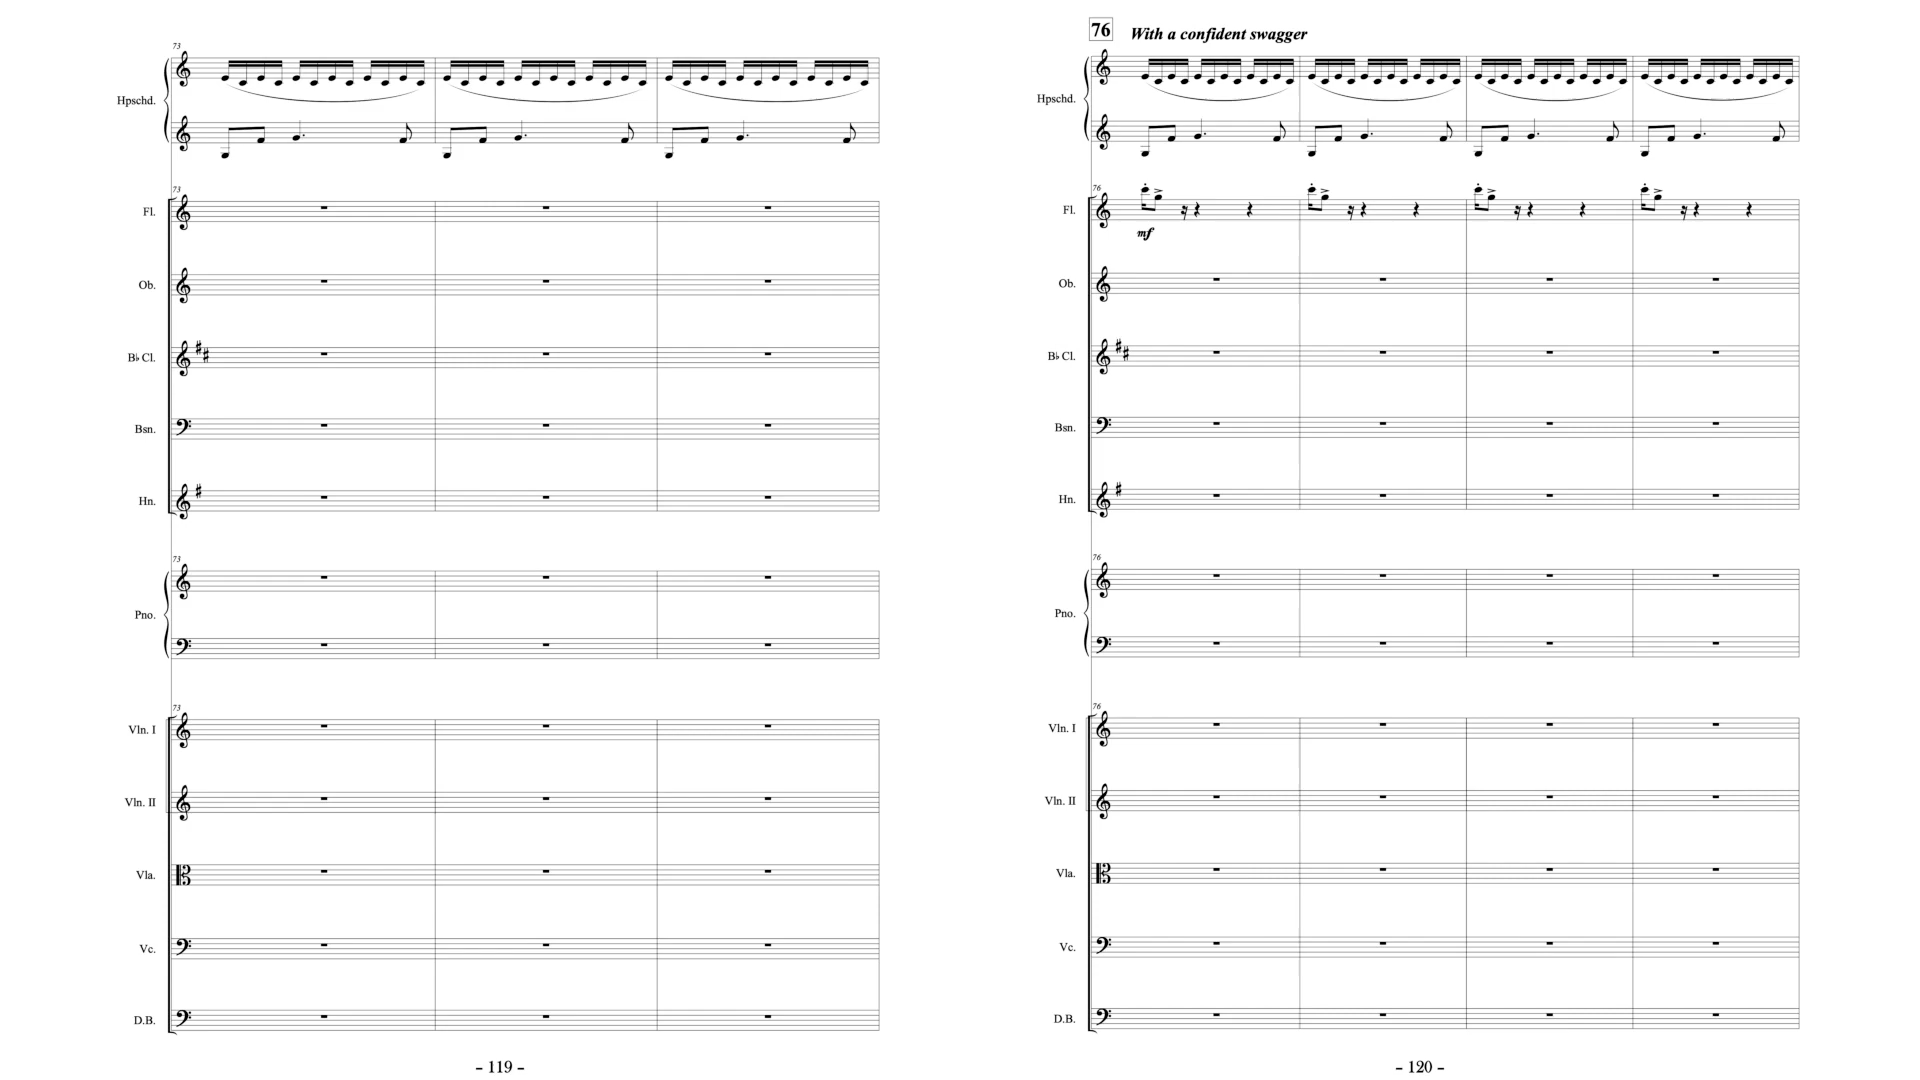 73
Hpschd.
73
Fl.
Ob.
B♭ Cl.
Bsn.
Hn.
73
Pno.
73
Vln. I
Vln. II
Vla.
Vc.
D.B.
- 119 -
76 With a confident swagger
Hpschd.
76
Fl.
mf
Ob.
B♭ Cl.
Bsn.
Hn.
76
Pno.
76
Vln. I
Vln. II
Vla.
Vc.
D.B.
- 120 -